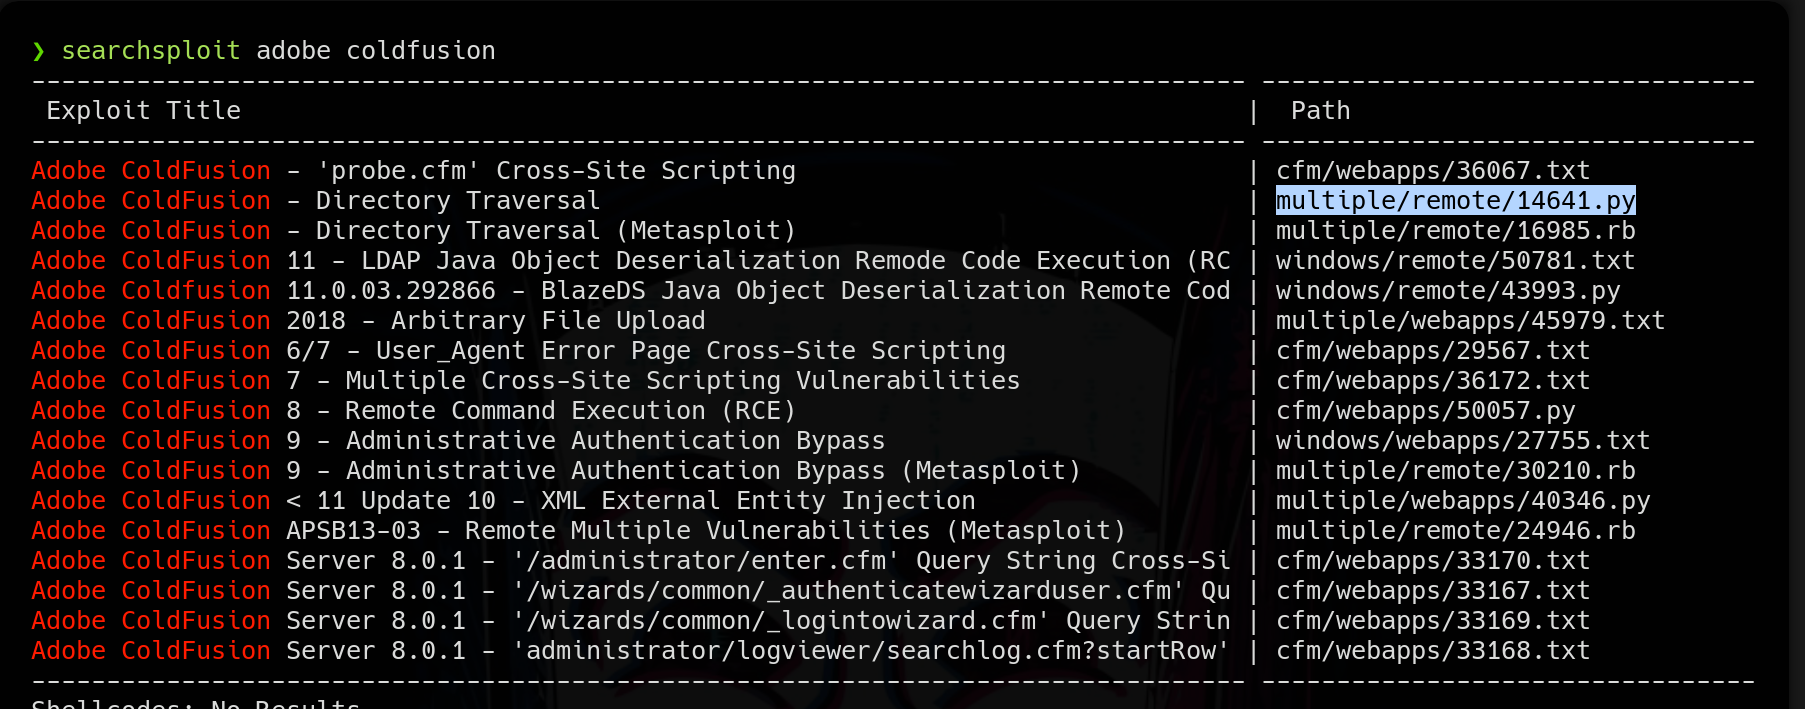 ❯ searchsploit adobe coldfusion
--------------------------------------------------------------------------------- ---------------------------------
 Exploit Title                                                                   |  Path
--------------------------------------------------------------------------------- ---------------------------------
Adobe ColdFusion - 'probe.cfm' Cross-Site Scripting                              | cfm/webapps/36067.txt
Adobe ColdFusion - Directory Traversal                                           | multiple/remote/14641.py
Adobe ColdFusion - Directory Traversal (Metasploit)                              | multiple/remote/16985.rb
Adobe ColdFusion 11 - LDAP Java Object Deserialization Remode Code Execution (RC | windows/remote/50781.txt
Adobe Coldfusion 11.0.03.292866 - BlazeDS Java Object Deserialization Remote Cod | windows/remote/43993.py
Adobe ColdFusion 2018 - Arbitrary File Upload                                    | multiple/webapps/45979.txt
Adobe ColdFusion 6/7 - User_Agent Error Page Cross-Site Scripting                | cfm/webapps/29567.txt
Adobe ColdFusion 7 - Multiple Cross-Site Scripting Vulnerabilities               | cfm/webapps/36172.txt
Adobe ColdFusion 8 - Remote Command Execution (RCE)                              | cfm/webapps/50057.py
Adobe ColdFusion 9 - Administrative Authentication Bypass                        | windows/webapps/27755.txt
Adobe ColdFusion 9 - Administrative Authentication Bypass (Metasploit)           | multiple/remote/30210.rb
Adobe ColdFusion < 11 Update 10 - XML External Entity Injection                  | multiple/webapps/40346.py
Adobe ColdFusion APSB13-03 - Remote Multiple Vulnerabilities (Metasploit)        | multiple/remote/24946.rb
Adobe ColdFusion Server 8.0.1 - '/administrator/enter.cfm' Query String Cross-Si | cfm/webapps/33170.txt
Adobe ColdFusion Server 8.0.1 - '/wizards/common/_authenticatewizarduser.cfm' Qu | cfm/webapps/33167.txt
Adobe ColdFusion Server 8.0.1 - '/wizards/common/_logintowizard.cfm' Query Strin | cfm/webapps/33169.txt
Adobe ColdFusion Server 8.0.1 - 'administrator/logviewer/searchlog.cfm?startRow' | cfm/webapps/33168.txt
--------------------------------------------------------------------------------- ---------------------------------
Shellcodes: No Results